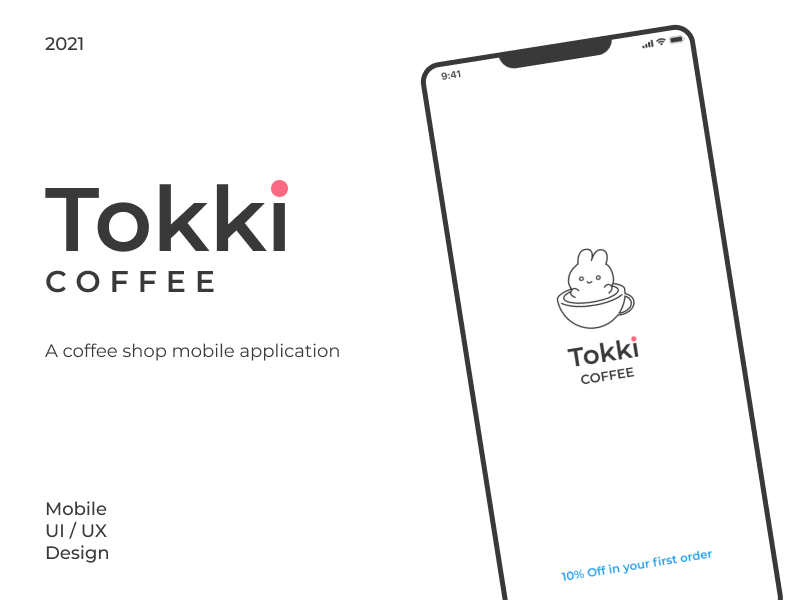 2021
Tokki
COFFEE
A coffee shop mobile application
Mobile
UI / UX
Design
9:41
Tokki
COFFEE
10% Off in your first order